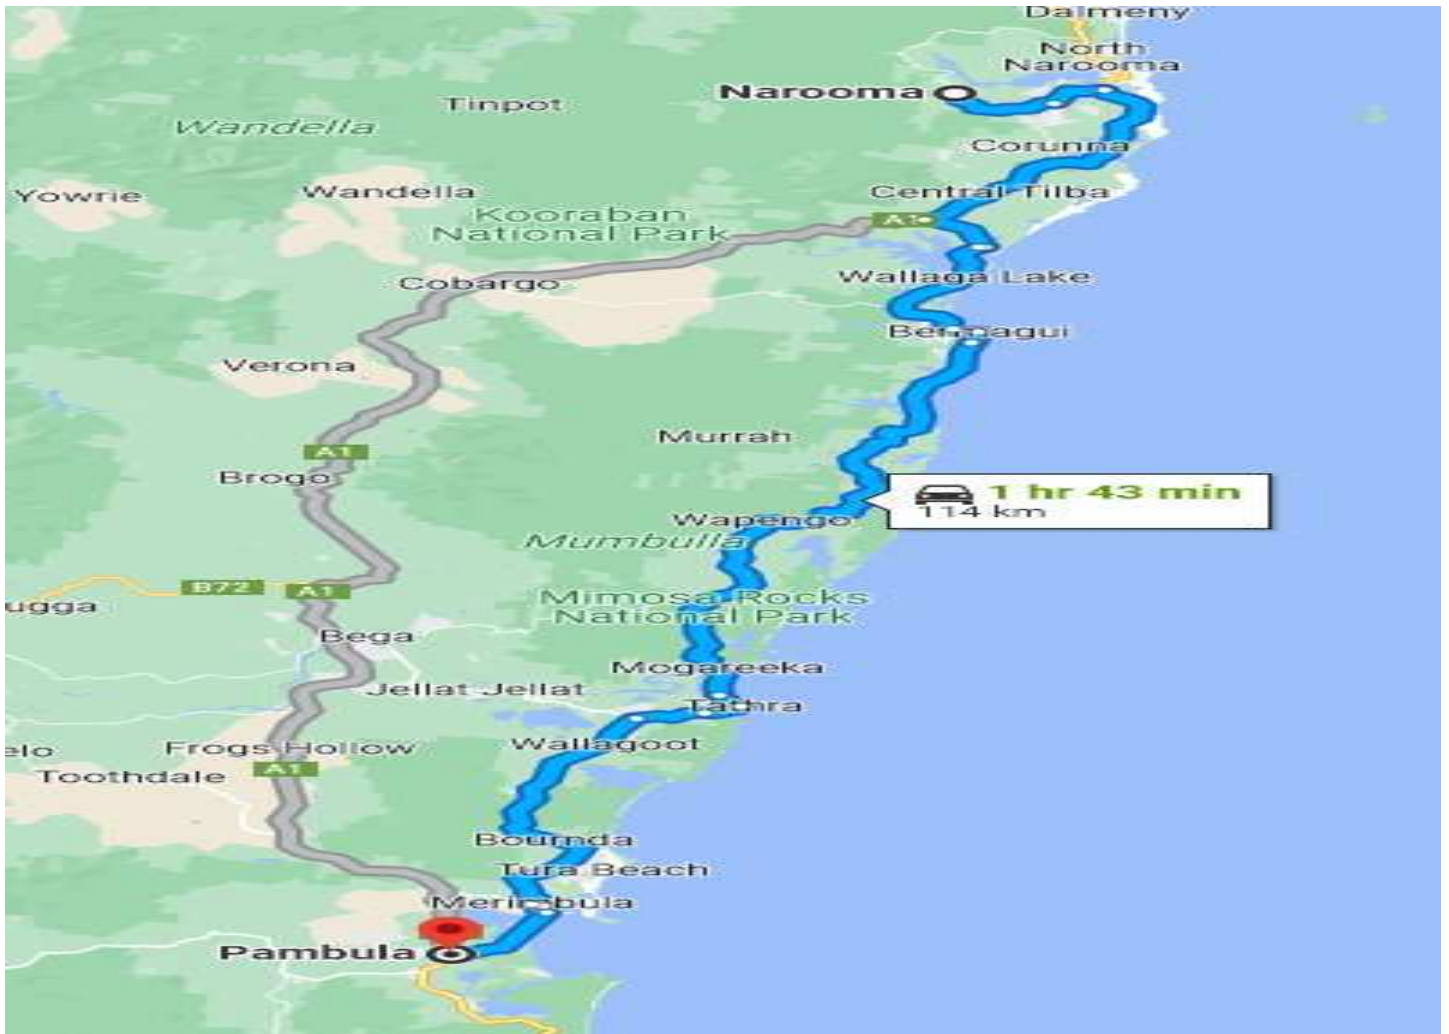 Dalmeny
North
Narooma
Narooma
Tinpot
Wandella
Corunna
Yowrie
Wandella
Central Tilba
Kooraban
National Park
A1
Cobargo
Wallaga Lake
Bermagui
Verona
Murrah
A1
Brogo
1 hr 43 min
114 km
Wapengo
Mumbulla
B72
A1
Mimosa Rocks
National Park
ugga
Bega
Mogareeka
Jellat Jellat
Tathra
elo
Frogs Hollow
Wallagoot
A1
Toothdale
Bournda
Tura Beach
Merimbula
Pambula